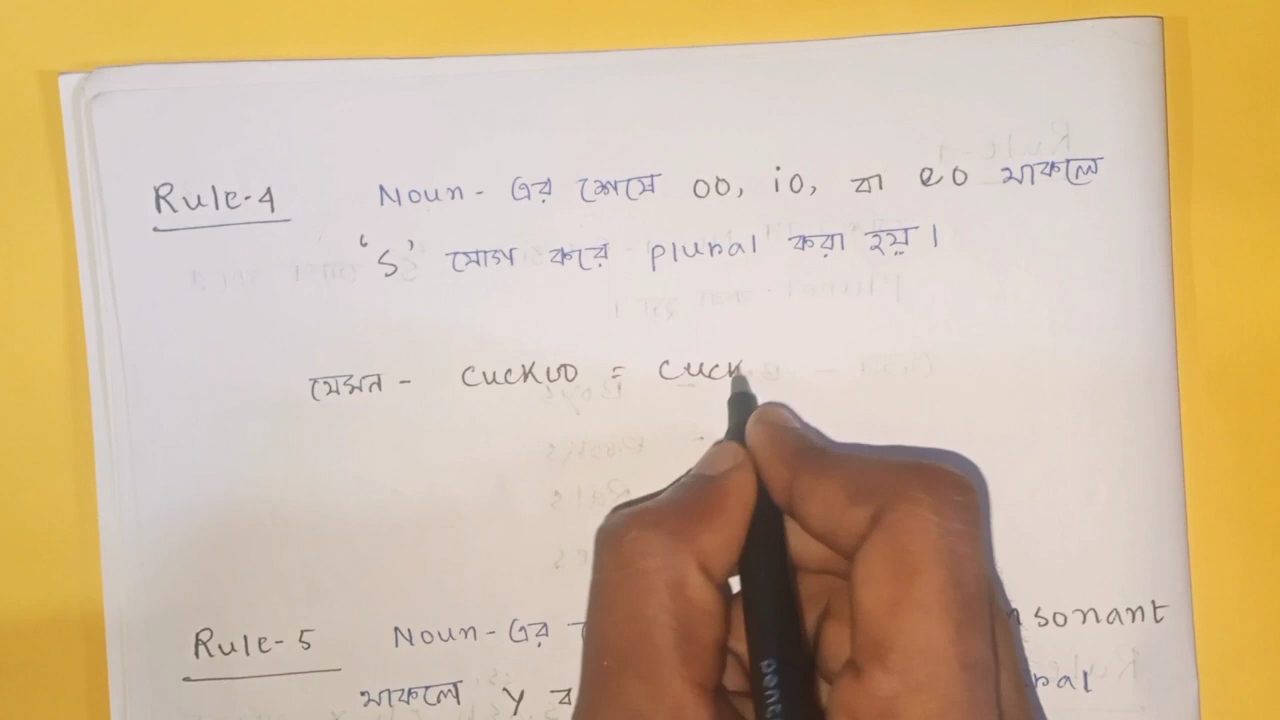 Rule-4 Noun - এর শেষে oo, io, বা eo থাকলে
'S' যোগ করে plural করা হয়।
যেমন - cuckoo = cuck
Rule-5 Noun-এর sonant
থাকলে y ral